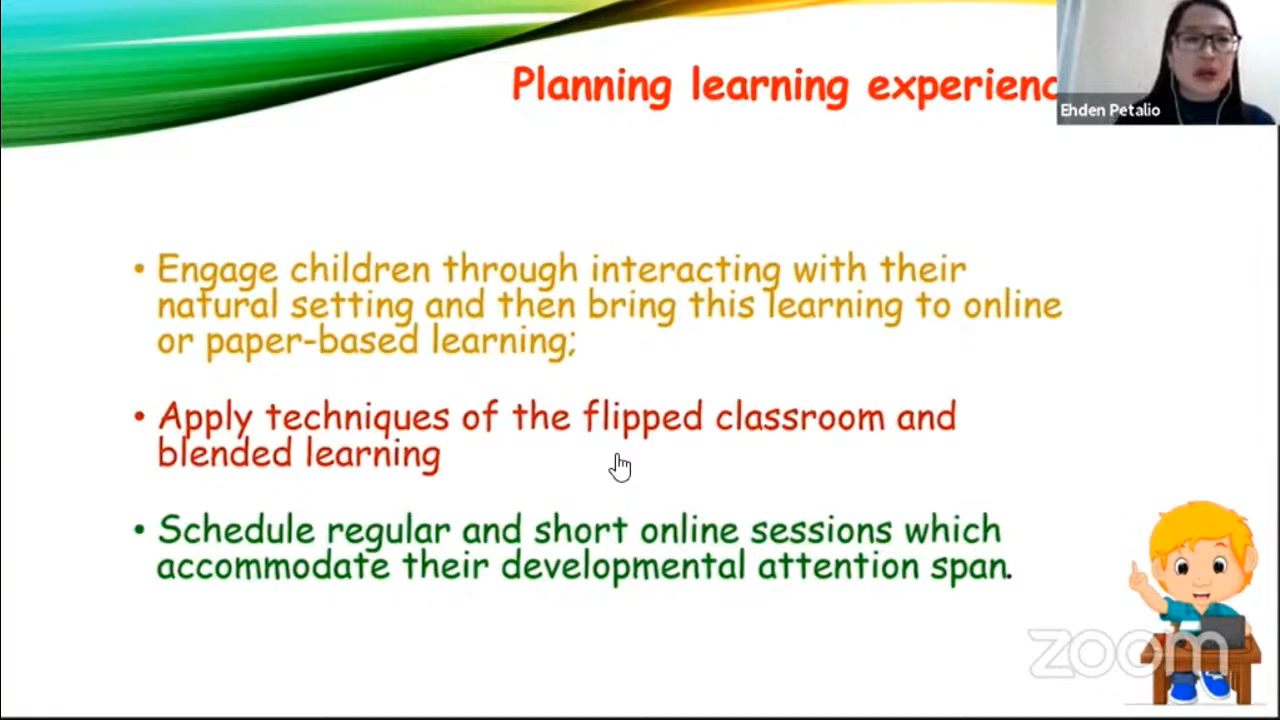 Planning learning experienc
Ehden Petalio
• Engage children through interacting with their
natural setting and then bring this learning to online
or paper-based learning;
• Apply techniques of the flipped classroom and
blended learning
• Schedule regular and short online sessions which
accommodate their developmental attention span.
zoom